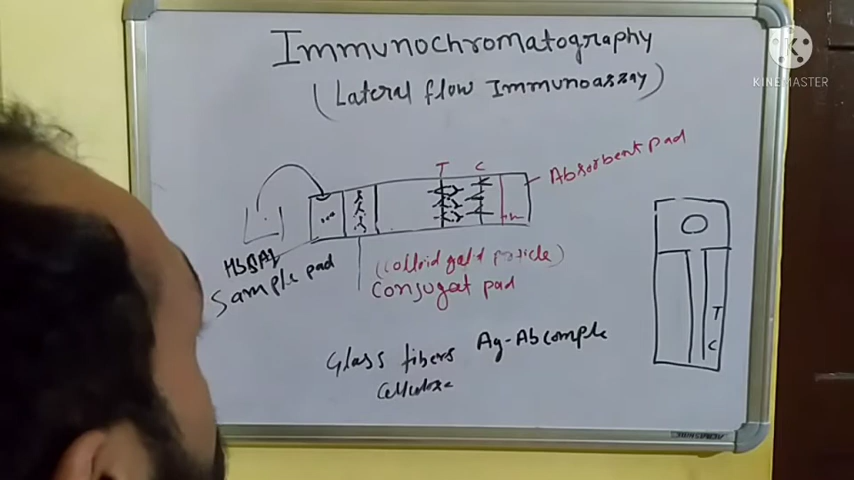 Immunochromatography
(Lateral flow Immunoassay)
K
KINEMASTER
T C
Absorbent pad
HSBAg
Sample pad
(colloid gold particle)
Conjugat pad
Glass fibers Ag-Ab comple
Cellulose
T
C